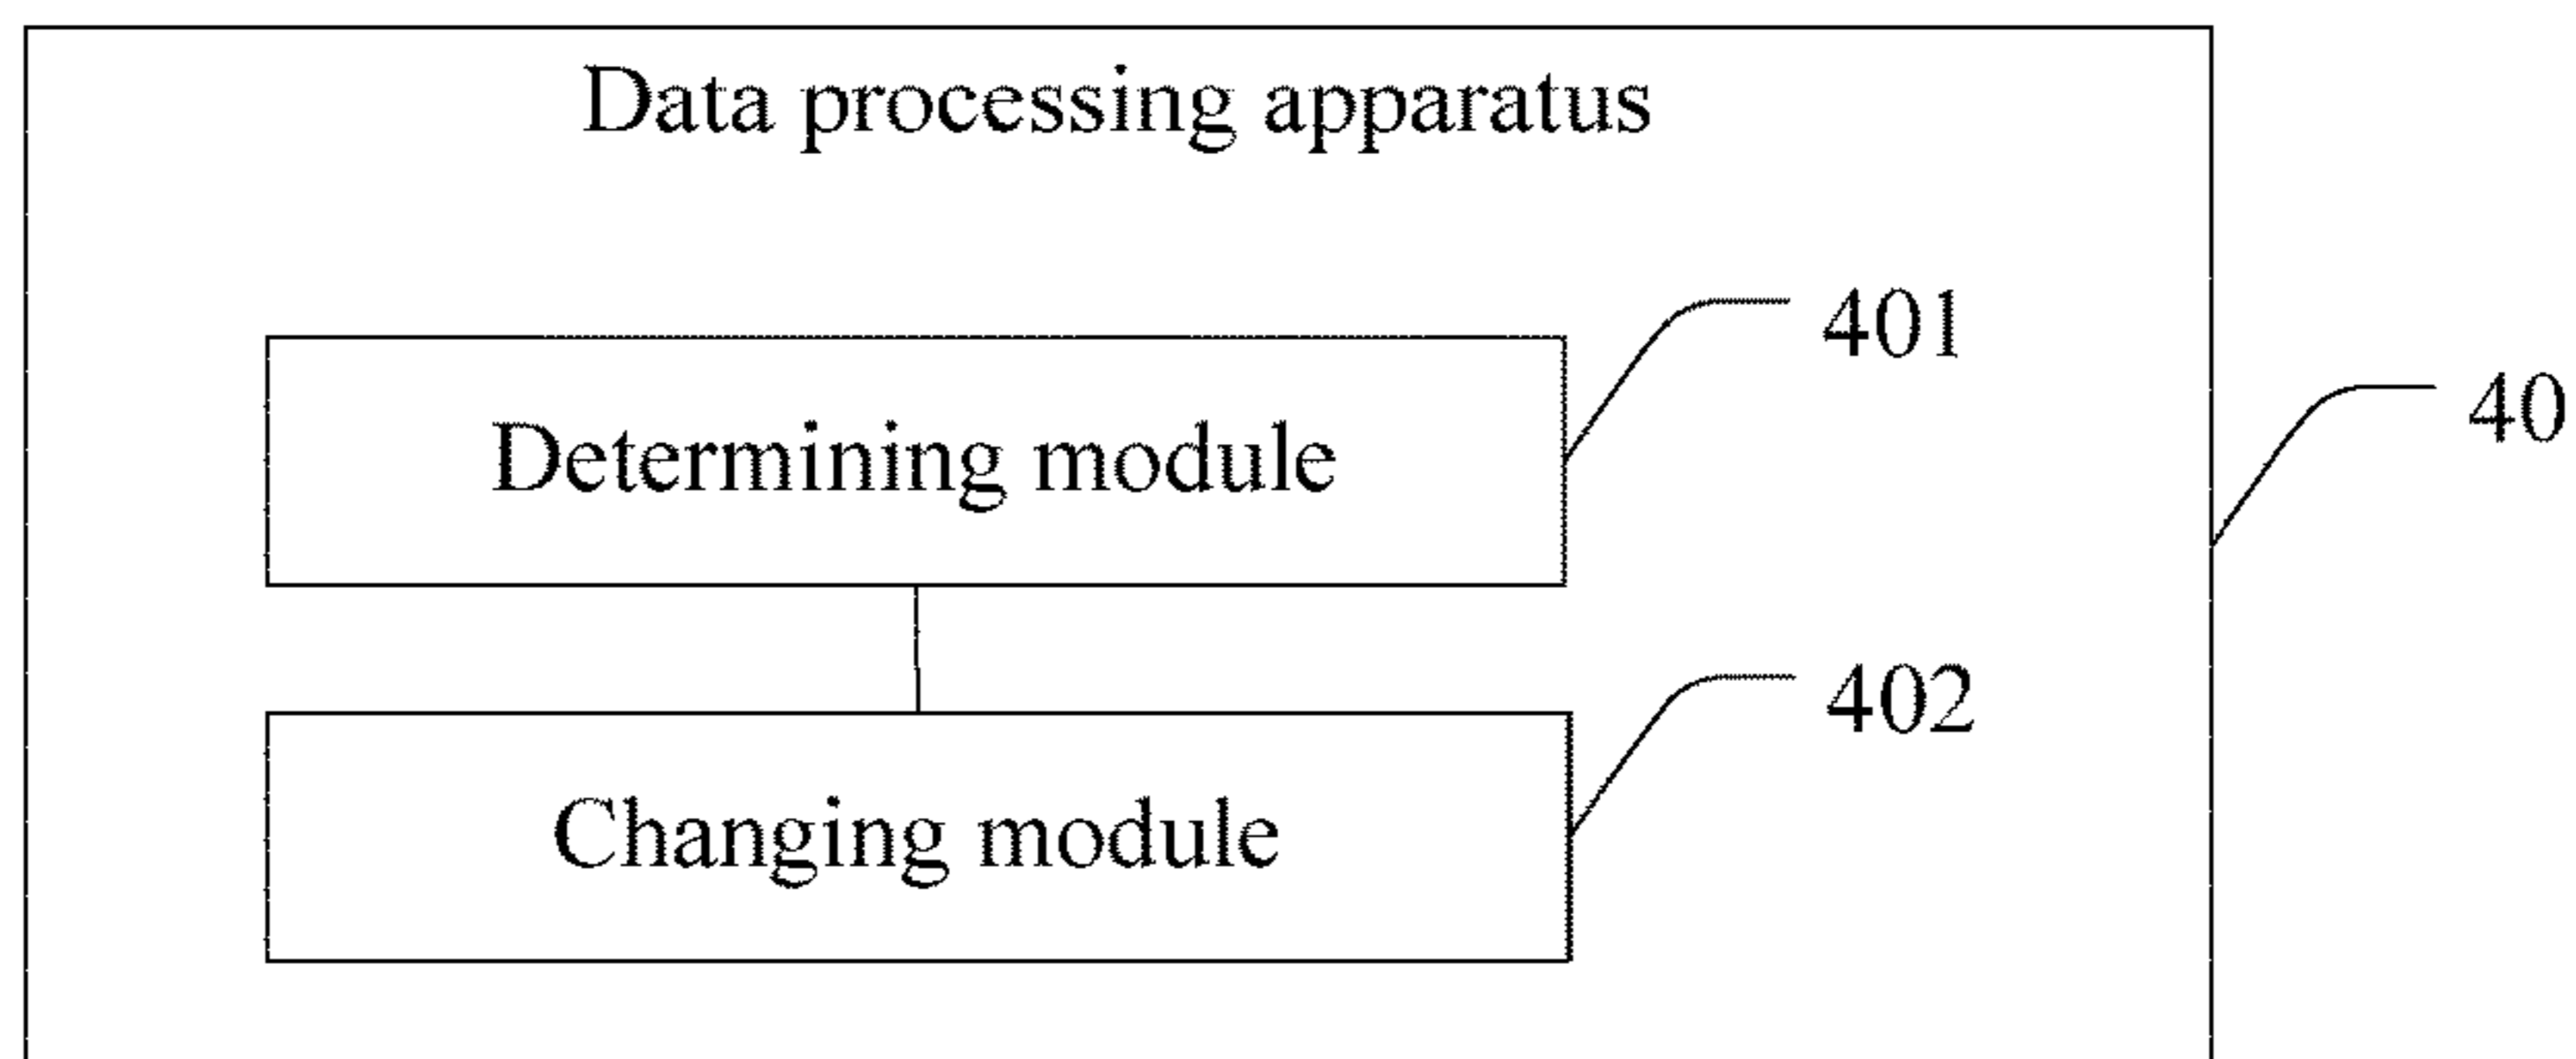 Data processing apparatus
401
40
Determining module
402
Changing module